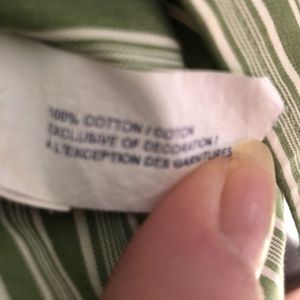 100% COTTON / COTON
EXCLUSIVE OF DECORATION /
A L'EXCEPTION DES GARNITURES